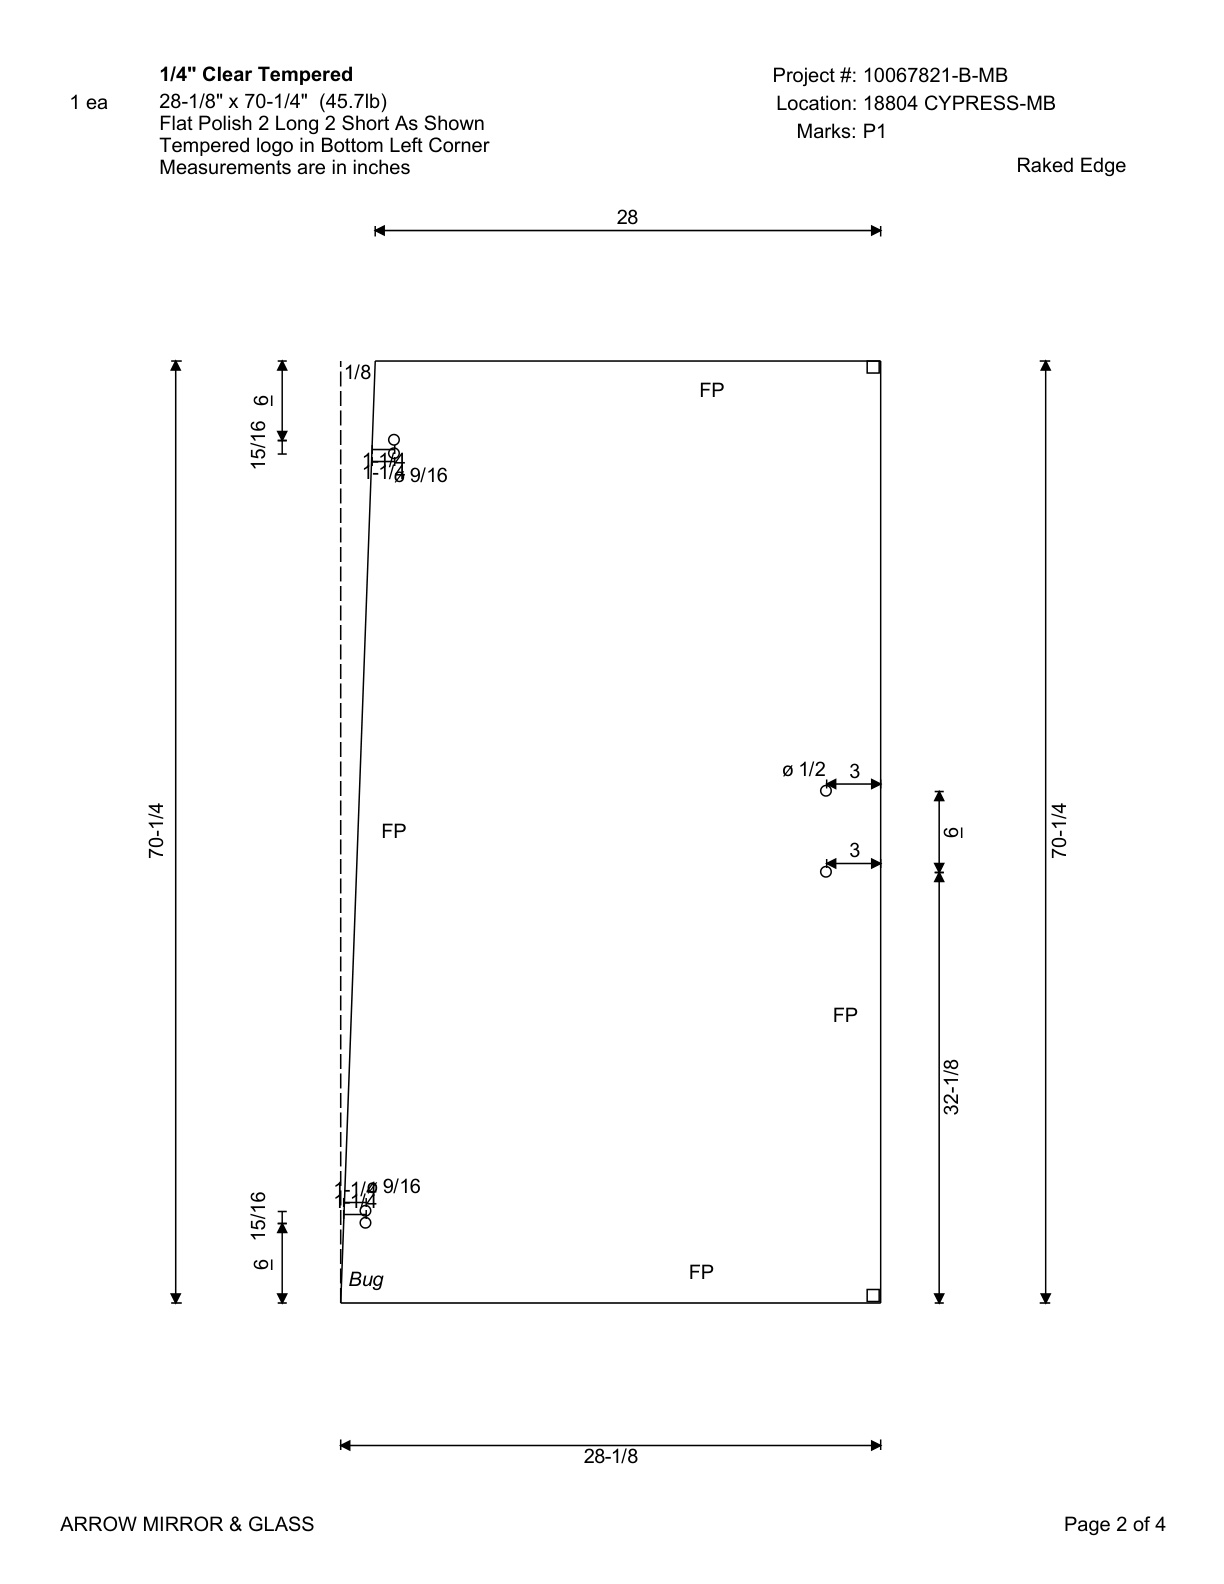 1/4" Clear Tempered
1 ea
28-1/8" x 70-1/4" (45.7lb)
Flat Polish 2 Long 2 Short As Shown
Tempered logo in Bottom Left Corner
Measurements are in inches
Project #: 10067821-B-MB
Location: 18804 CYPRESS-MB
Marks: P1
Raked Edge
28
1/8
FP
6
15/16
1-1/4
1-1/4
ø 9/16
ø 1/2
3
70-1/4
FP
6
70-1/4
3
FP
32-1/8
15/16
1-1/4
ø 9/16
1-1/4
6
Bug
FP
28-1/8
ARROW MIRROR & GLASS
Page 2 of 4